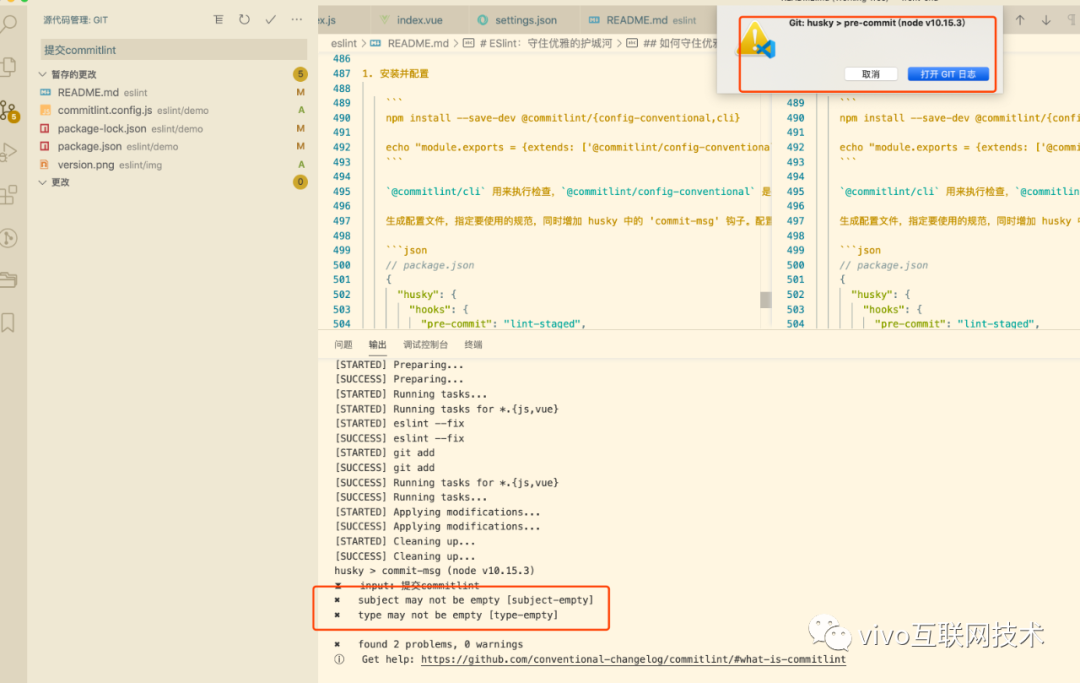 源代码管理: GIT
提交commitlint
暂存的更改 5
README.md eslint M
commitlint.config.js eslint/demo A
package-lock.json eslint/demo M
package.json eslint/demo M
version.png eslint/img A
更改 0
ex.js index.vue settings.json README.md eslint
eslint > README.md > # ESlint：守住优雅的护城河 > ## 如何守住优雅
Git: husky > pre-commit (node v10.15.3)
取消 打开 GIT 日志
486
487 1. 安装并配置
488
489 ```
490 npm install --save-dev @commitlint/{config-conventional,cli}
491
492 echo "module.exports = {extends: ['@commitlint/config-conventiona
493 ```
494
495 `@commitlint/cli` 用来执行检查，`@commitlint/config-conventional` 是
496
497 生成配置文件，指定要使用的规范，同时增加 husky 中的 'commit-msg' 钩子。配置
498
499 ```json
500 // package.json
501 {
502 "husky": {
503 "hooks": {
504 "pre-commit": "lint-staged",
489 ```
490 npm install --save-dev @commitlint/{confi
491
492 echo "module.exports = {extends: ['@comm
493 ```
494
495 `@commitlint/cli` 用来执行检查，`@commitlin
496
497 生成配置文件，指定要使用的规范，同时增加 husky
498
499 ```json
500 // package.json
501 {
502 "husky": {
503 "hooks": {
504 "pre-commit": "lint-staged",
问题 输出 调试控制台 终端
[STARTED] Preparing...
[SUCCESS] Preparing...
[STARTED] Running tasks...
[STARTED] Running tasks for *.{js,vue}
[STARTED] eslint --fix
[SUCCESS] eslint --fix
[STARTED] git add
[SUCCESS] git add
[SUCCESS] Running tasks for *.{js,vue}
[SUCCESS] Running tasks...
[STARTED] Applying modifications...
[SUCCESS] Applying modifications...
[STARTED] Cleaning up...
[SUCCESS] Cleaning up...
husky > commit-msg (node v10.15.3)
input: 提交commitlint
✖ subject may not be empty [subject-empty]
✖ type may not be empty [type-empty]
✖ found 2 problems, 0 warnings
ⓘ Get help: https://github.com/conventional-changelog/commitlint/#what-is-commitlint
vivo互联网技术